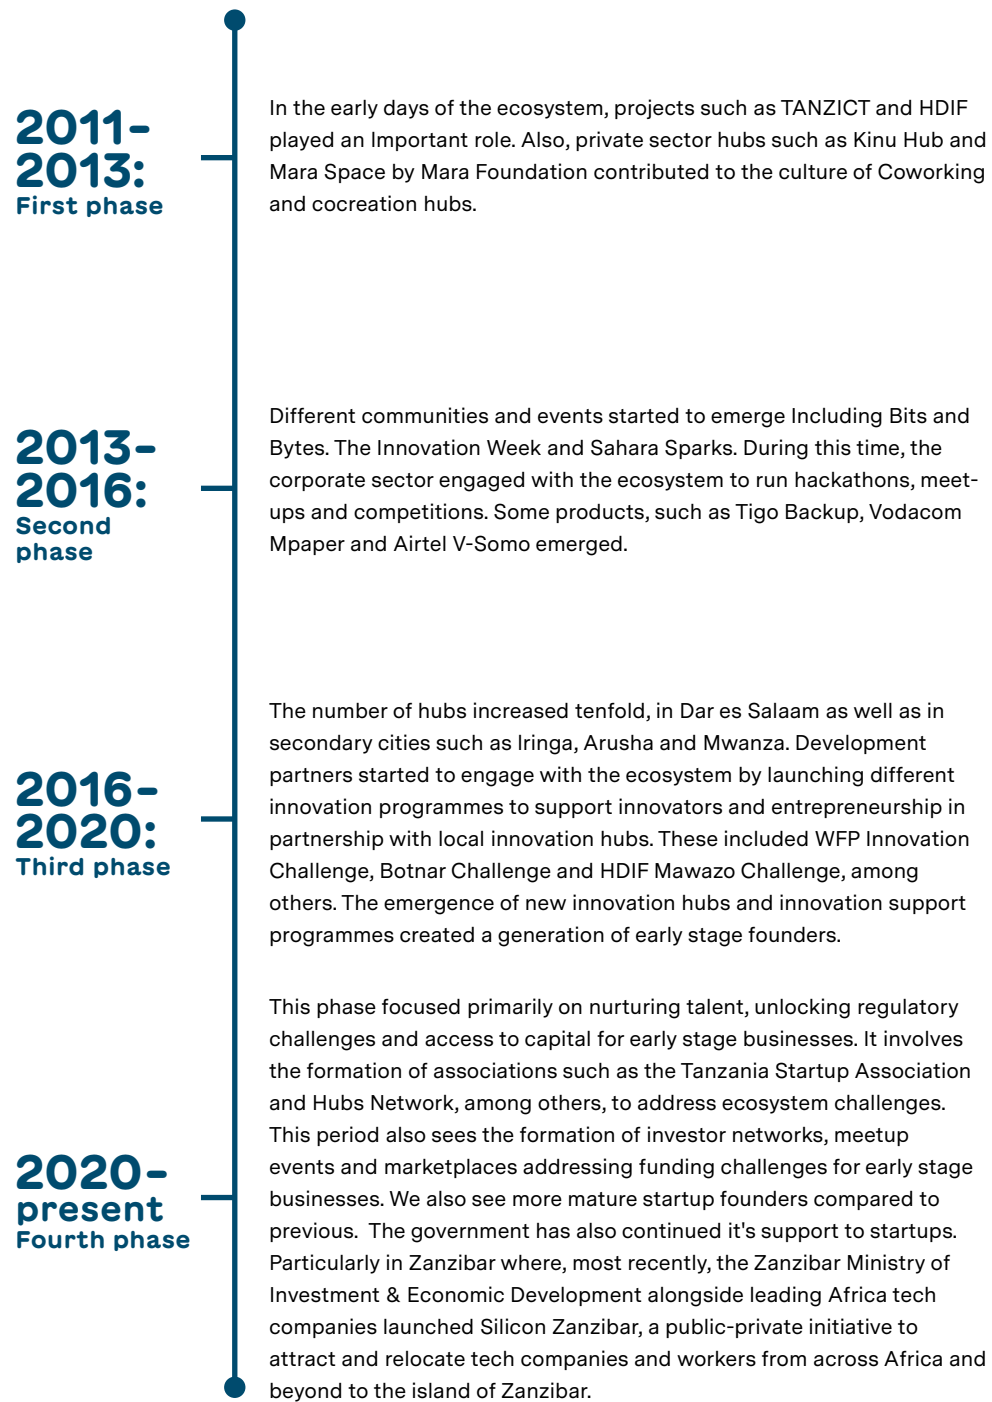 2011-
2013:
First phase
In the early days of the ecosystem, projects such as TANZICT and HDIF
played an Important role. Also, private sector hubs such as Kinu Hub and
Mara Space by Mara Foundation contributed to the culture of Coworking
and cocreation hubs.
2013-
2016:
Second
phase
Different communities and events started to emerge Including Bits and
Bytes. The Innovation Week and Sahara Sparks. During this time, the
corporate sector engaged with the ecosystem to run hackathons, meet-
ups and competitions. Some products, such as Tigo Backup, Vodacom
Mpaper and Airtel V-Somo emerged.
2016-
2020:
Third phase
The number of hubs increased tenfold, in Dar es Salaam as well as in
secondary cities such as Iringa, Arusha and Mwanza. Development
partners started to engage with the ecosystem by launching different
innovation programmes to support innovators and entrepreneurship in
partnership with local innovation hubs. These included WFP Innovation
Challenge, Botnar Challenge and HDIF Mawazo Challenge, among
others. The emergence of new innovation hubs and innovation support
programmes created a generation of early stage founders.
2020-
present
Fourth phase
This phase focused primarily on nurturing talent, unlocking regulatory
challenges and access to capital for early stage businesses. It involves
the formation of associations such as the Tanzania Startup Association
and Hubs Network, among others, to address ecosystem challenges.
This period also sees the formation of investor networks, meetup
events and marketplaces addressing funding challenges for early stage
businesses. We also see more mature startup founders compared to
previous.  The government has also continued it's support to startups.
Particularly in Zanzibar where, most recently, the Zanzibar Ministry of
Investment & Economic Development alongside leading Africa tech
companies launched Silicon Zanzibar, a public-private initiative to
attract and relocate tech companies and workers from across Africa and
beyond to the island of Zanzibar.